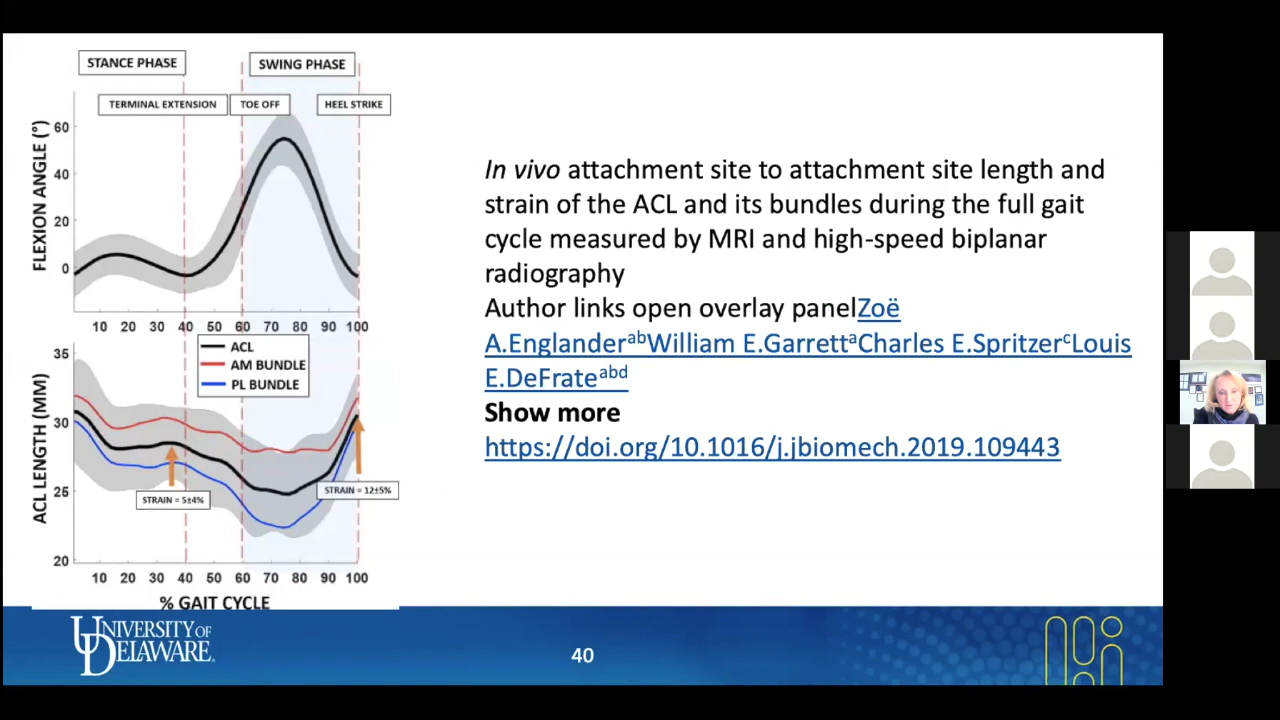 STANCE PHASE
SWING PHASE
TERMINAL EXTENSION
TOE OFF
HEEL STRIKE
FLEXION ANGLE (°)
60
40
20
0
10 20 30 40 50 60 70 80 90 100
ACL
AM BUNDLE
PL BUNDLE
ACL LENGTH (MM)
35
30
25
20
STRAIN = 5±4%
STRAIN = 12±5%
10 20 30 40 50 60 70 80 90 100
% GAIT CYCLE
In vivo attachment site to attachment site length and
strain of the ACL and its bundles during the full gait
cycle measured by MRI and high-speed biplanar
radiography
Author links open overlay panelZoë
A.EnglanderabWilliam E.GarrettaCharles E.SpritzercLouis
E.DeFrateabd
Show more
https://doi.org/10.1016/j.jbiomech.2019.109443
UNIVERSITY OF
DELAWARE.
40